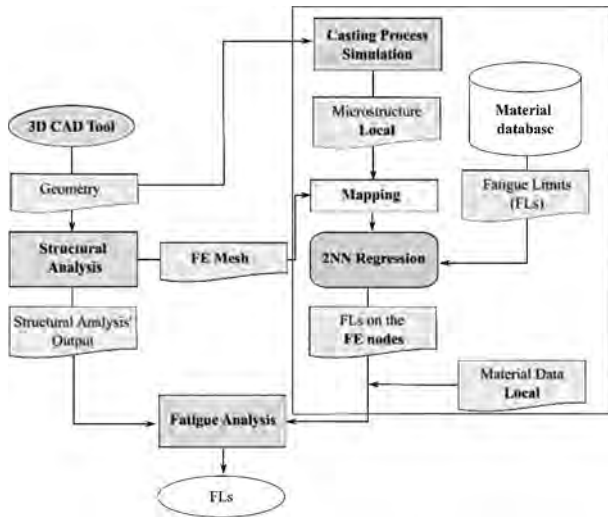 Casting Process
Simulation
3D CAD Tool
Microstructure
Local
Material
database
Geometry
Mapping
Fatigue Limits
(FLs)
Structural
Analysis
FE Mesh
2NN Regression
Structural Analysis'
Output
FLs on the
FE nodes
Material Data
Local
Fatigue Analysis
FLs